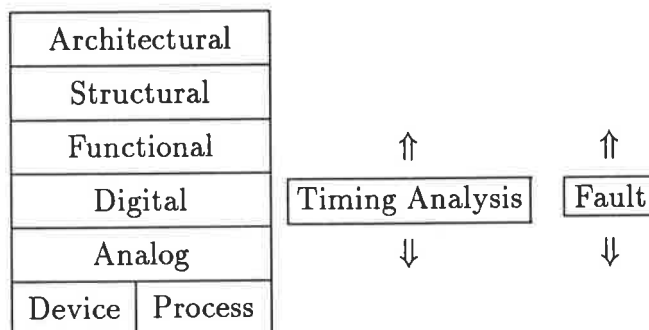 Architectural
Structural
Functional
⇑ ⇑
Digital Timing Analysis Fault
Analog ⇓ ⇓
Device Process